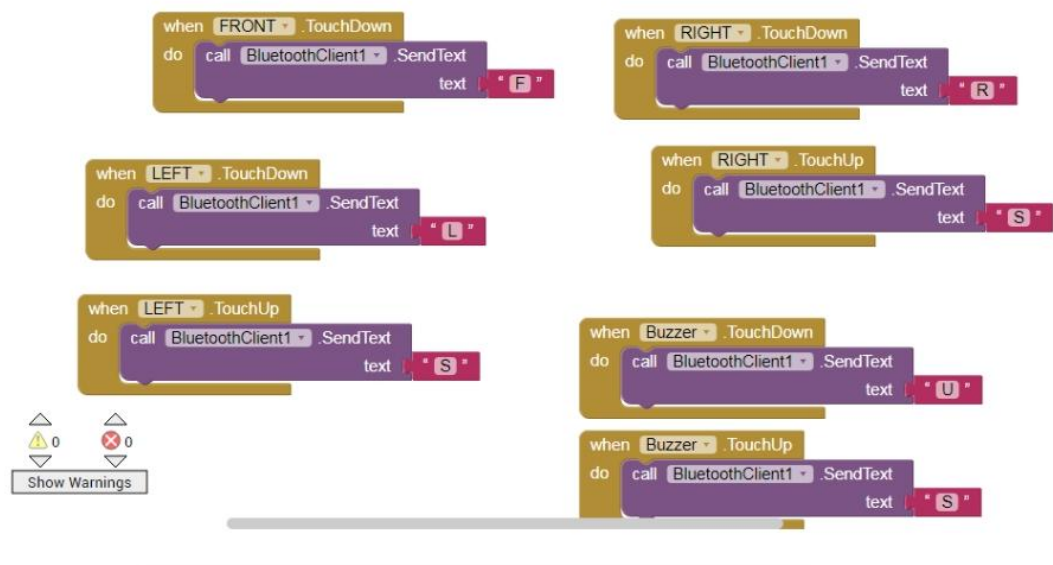 when FRONT .TouchDown
do call BluetoothClient1 .SendText
text "F"
when RIGHT .TouchDown
do call BluetoothClient1 .SendText
text "R"
when LEFT .TouchDown
do call BluetoothClient1 .SendText
text "L"
when RIGHT .TouchUp
do call BluetoothClient1 .SendText
text "S"
when LEFT .TouchUp
do call BluetoothClient1 .SendText
text "S"
when Buzzer .TouchDown
do call BluetoothClient1 .SendText
text "U"
when Buzzer .TouchUp
do call BluetoothClient1 .SendText
text "S"
0 0
Show Warnings